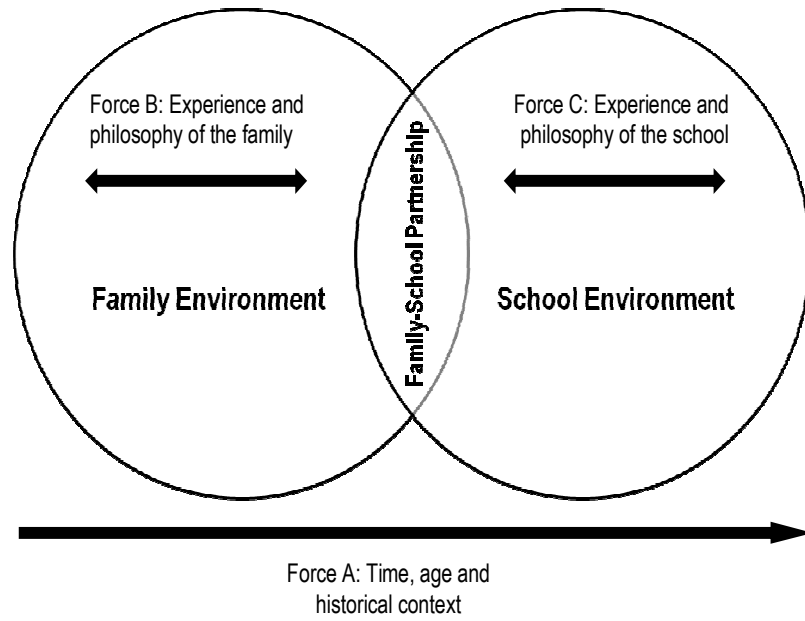 Force B: Experience and
philosophy of the family
Force C: Experience and
philosophy of the school
Family-School Partnership
Family Environment
School Environment
Force A: Time, age and
historical context